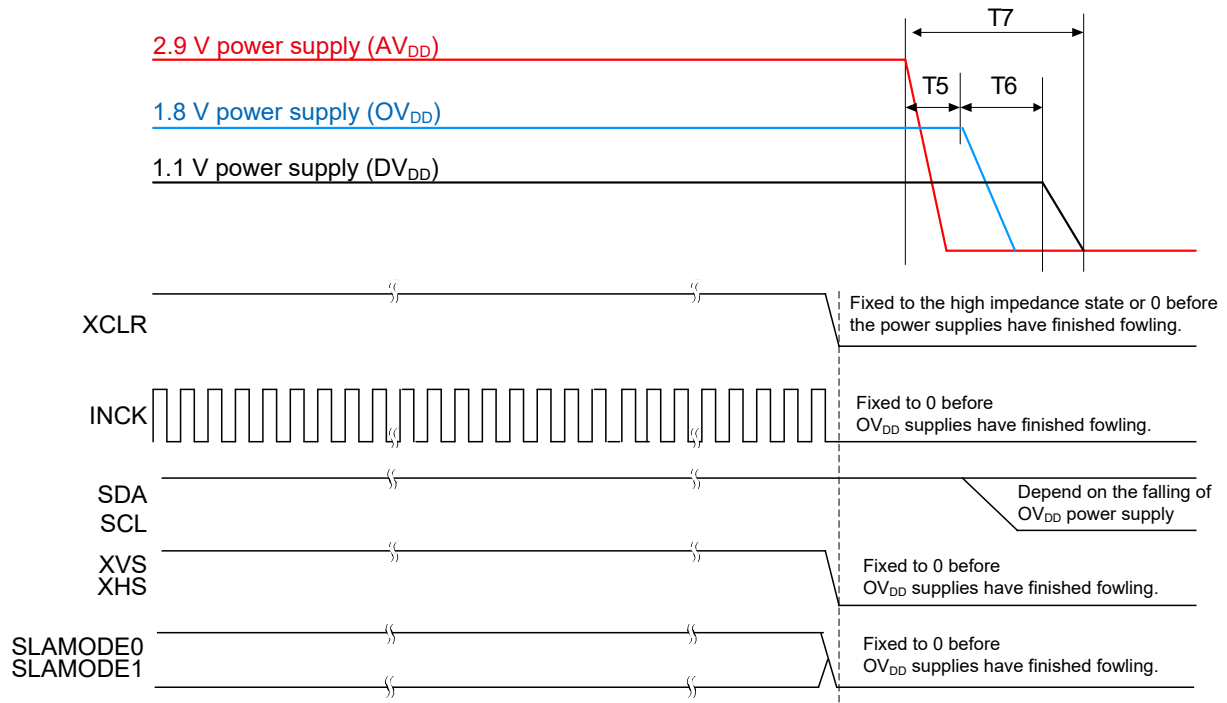 T7
2.9 V power supply (AVDD)
T5
T6
1.8 V power supply (OVDD)
1.1 V power supply (DVDD)
XCLR
Fixed to the high impedance state or 0 before
the power supplies have finished fowling.
INCK
Fixed to 0 before
OVDD supplies have finished fowling.
SDA
SCL
Depend on the falling of
OVDD power supply
XVS
XHS
Fixed to 0 before
OVDD supplies have finished fowling.
SLAMODE0
SLAMODE1
Fixed to 0 before
OVDD supplies have finished fowling.